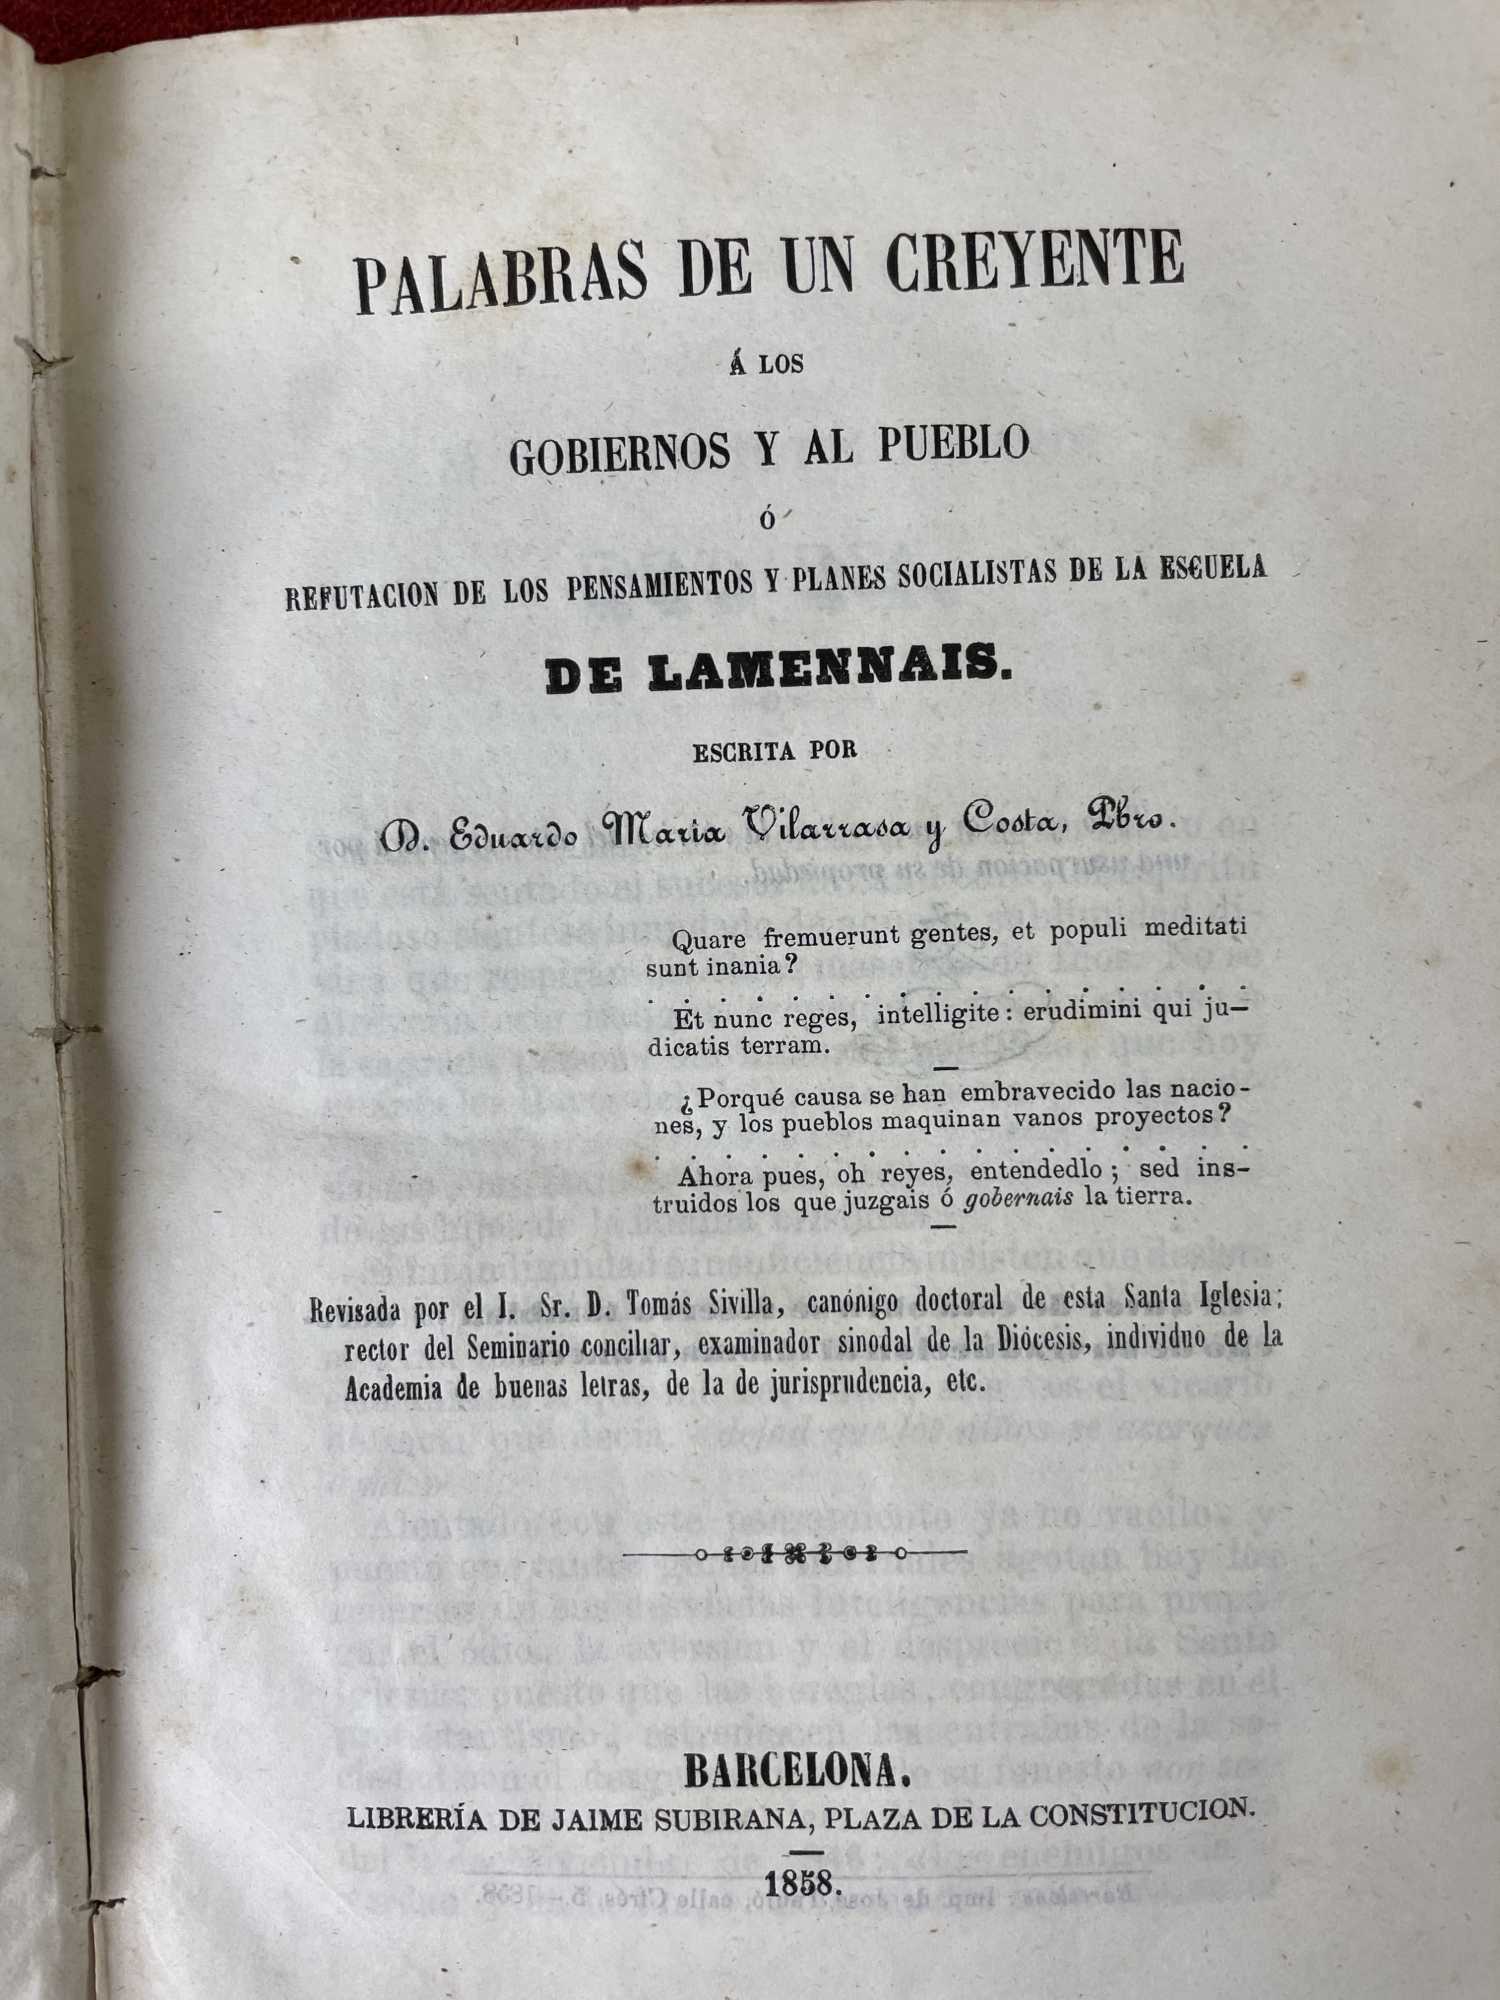 PALABRAS DE UN CREYENTE
Á LOS
GOBIERNOS Y AL PUEBLO
Ó
REFUTACION DE LOS PENSAMIENTOS Y PLANES SOCIALISTAS DE LA ESCUELA
DE LAMENNAIS.
ESCRITA POR
D. Eduardo Maria Vilarrasa y Costa, Pbro.
Quare fremuerunt gentes, et populi meditati
sunt inania?
. . . . . . . . . . . . . . . . .
Et nunc reges, intelligite: erudimini qui ju-
dicatis terram.
¿Porqué causa se han embravecido las nacio-
nes, y los pueblos maquinan vanos proyectos?
. . . . . . . . . . . . . . . . .
Ahora pues, oh reyes, entendedlo; sed ins-
truidos los que juzgais ó gobernais la tierra.
Revisada por el I. Sr. D. Tomás Sivilla, canónigo doctoral de esta Santa Iglesia;
rector del Seminario conciliar, examinador sinodal de la Diócesis, individuo de la
Academia de buenas letras, de la de jurisprudencia, etc.
BARCELONA.
LIBRERÍA DE JAIME SUBIRANA, PLAZA DE LA CONSTITUCION.
1858.